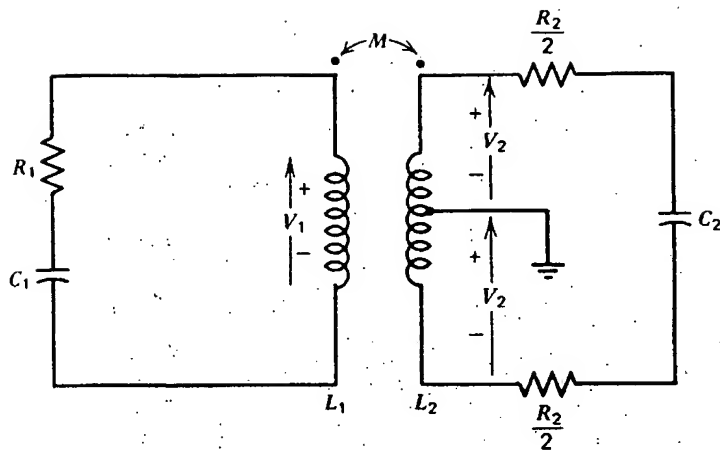 M
R₂
2
+
V₂
−
R₁
+
V₁
−
C₁
C₂
+
V₂
−
L₁
L₂
R₂
2